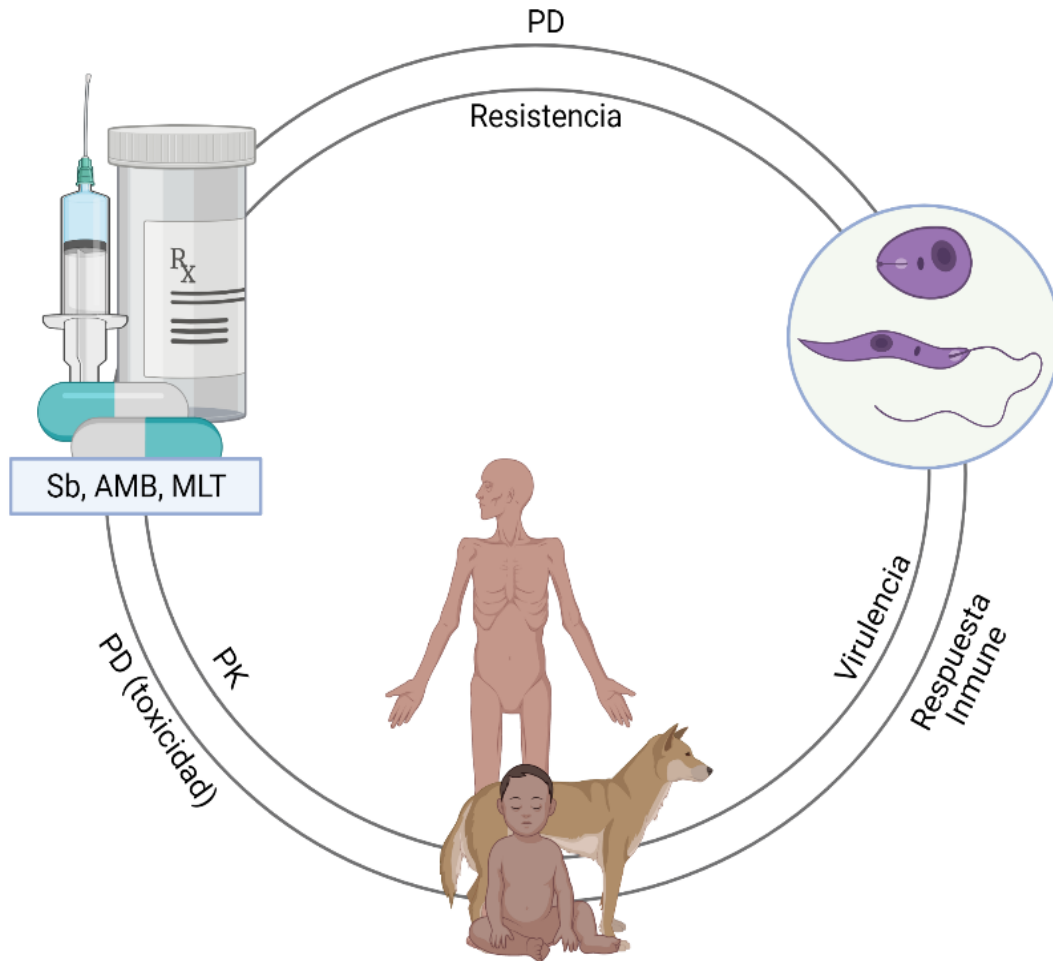 PD
Resistencia
Rx
Sb, AMB, MLT
PD (toxicidad)
PK
Virulencia
Respuesta
Inmune